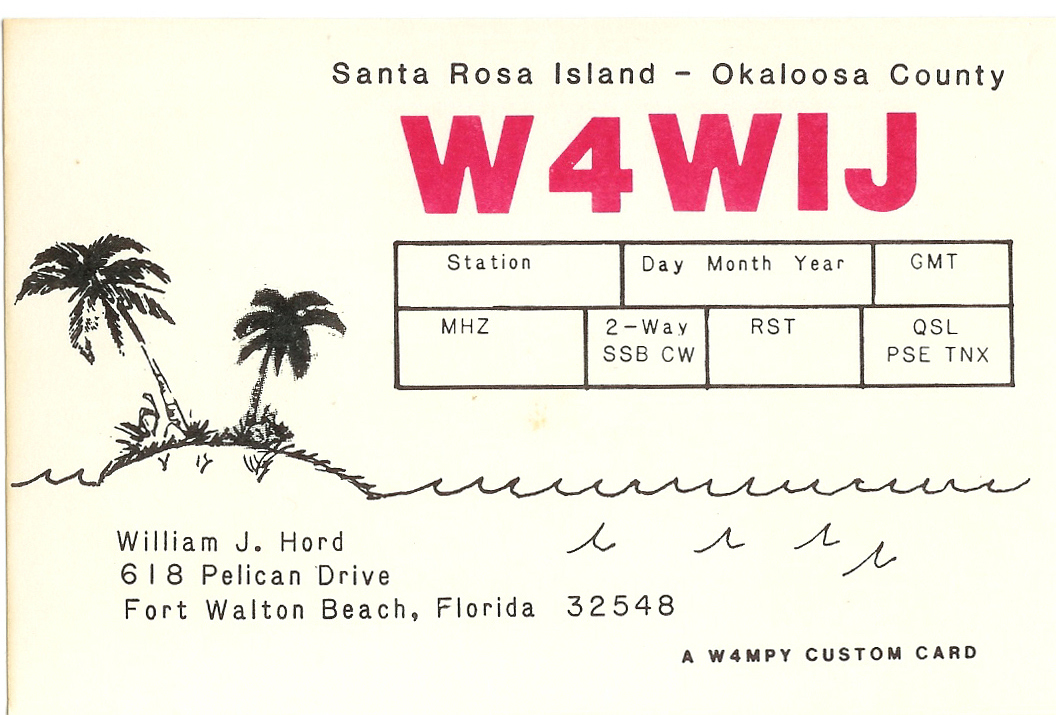 Santa Rosa Island - Okaloosa County
W4WIJ
Station Day Month Year GMT
MHZ 2-Way RST QSL
SSB CW PSE TNX
William J. Hord
618 Pelican Drive
Fort Walton Beach, Florida 32548
A W4MPY CUSTOM CARD